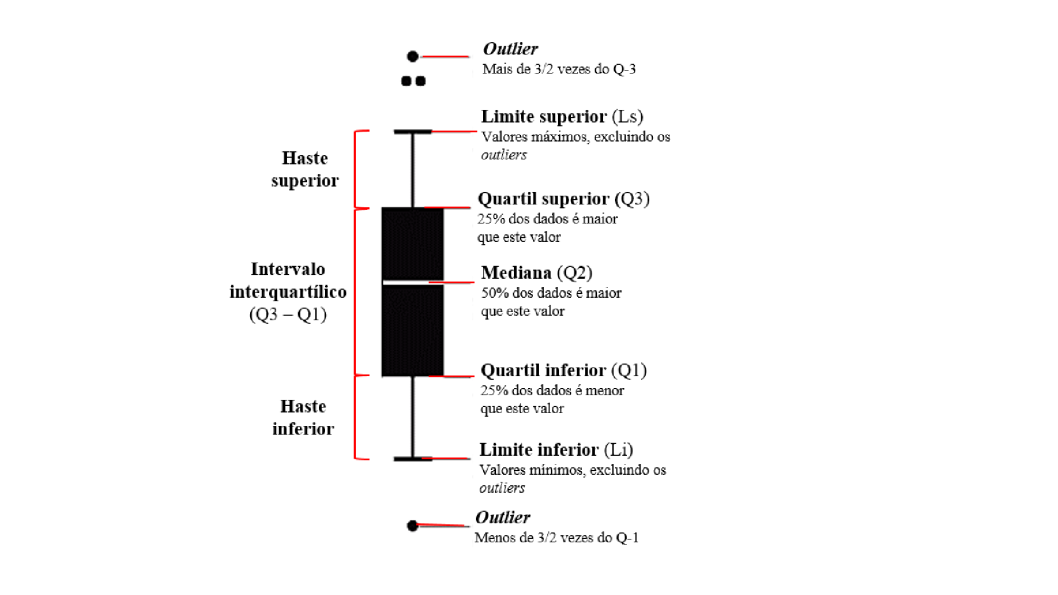 Outlier
Mais de 3/2 vezes do Q-3
Limite superior (Ls)
Valores máximos, excluindo os
outliers
Haste
superior
Quartil superior (Q3)
25% dos dados é maior
que este valor
Intervalo
interquartílico
(Q3 – Q1)
Mediana (Q2)
50% dos dados é maior
que este valor
Quartil inferior (Q1)
25% dos dados é menor
que este valor
Haste
inferior
Limite inferior (Li)
Valores mínimos, excluindo os
outliers
Outlier
Menos de 3/2 vezes do Q-1